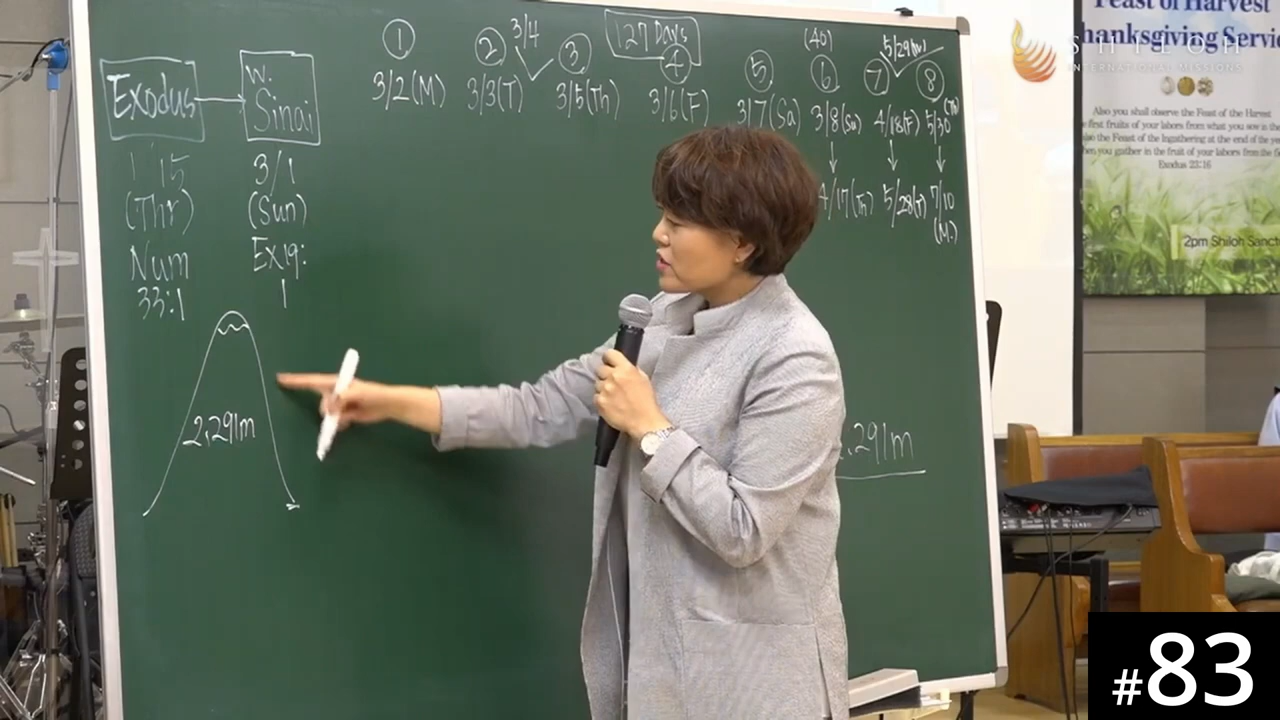 Exodus
W.
Sinai
1 15
(Thr)
Num
33:1
3/1
(Sun)
Ex19:
1
2,291m
①
3/2(M)
②
3/3(T)
3/4
③
3/5(Th)
127 Days
④
3/6(F)
⑤
3/7(Sa)
(40)
⑥
3/8(Su)
4/17(Th)
5/29(W)
⑦
4/18(F)
5/28(T)
⑧
5/30(Th)
7/10
(M.)
.291m
Feast of Harvest
hanksgiving Servic
Also you shall observe the Feast of the Harvest
first fruits of your labors from what you sow in the
the Feast of the Ingathering at the end of the ye
en you gather in the fruit of your labors from the fie
Exodus 23:16
2pm Shiloh Sanct
SHILOH
INTERNATIONAL MISSIONS
#83